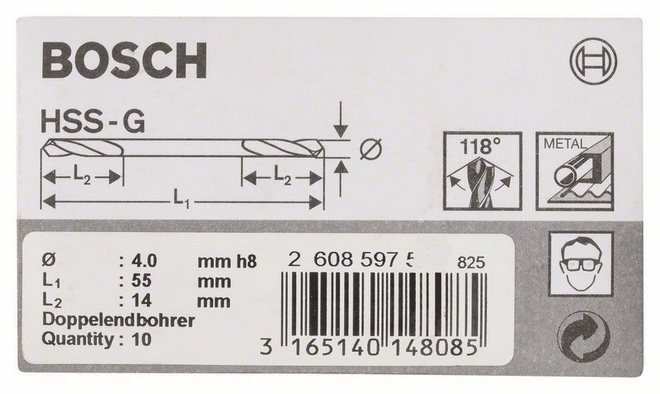 BOSCH
HSS-G
118°
METAL
L2
L2
Ø
L1
Ø : 4.0 mm h8
L1 : 55 mm
L2 : 14 mm
Doppelendbohrer
Quantity : 10
2 608 597
825
3 165140 148085